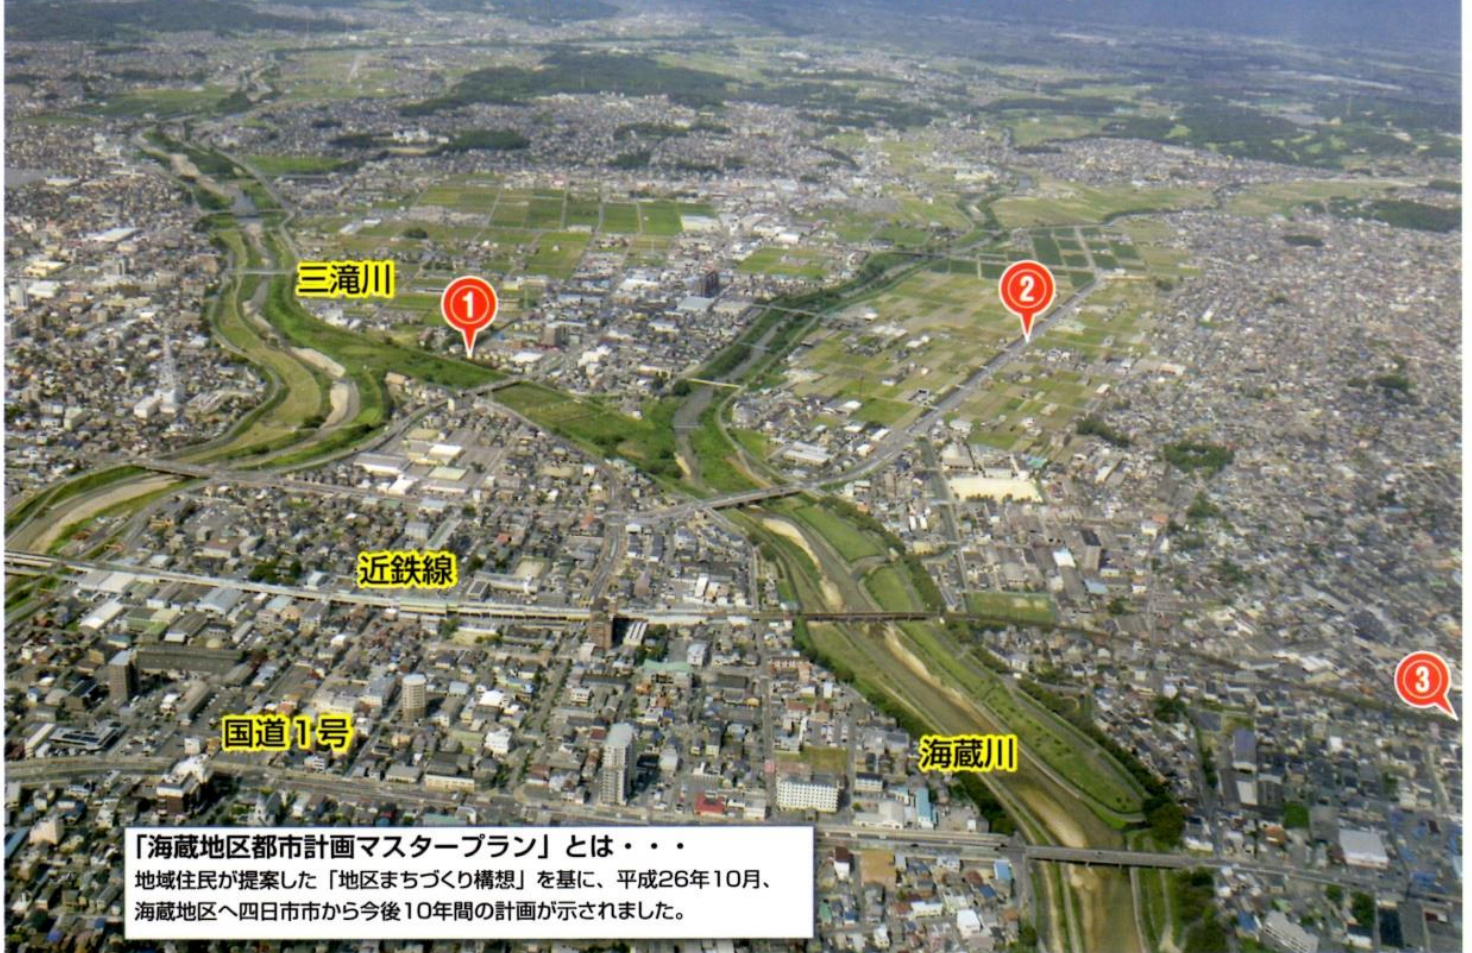 三滝川
1
2
近鉄線
3
国道1号
海蔵川
「海蔵地区都市計画マスタープラン」とは・・・
地域住民が提案した「地区まちづくり構想」を基に、平成26年10月、
海蔵地区へ四日市市から今後10年間の計画が示されました。